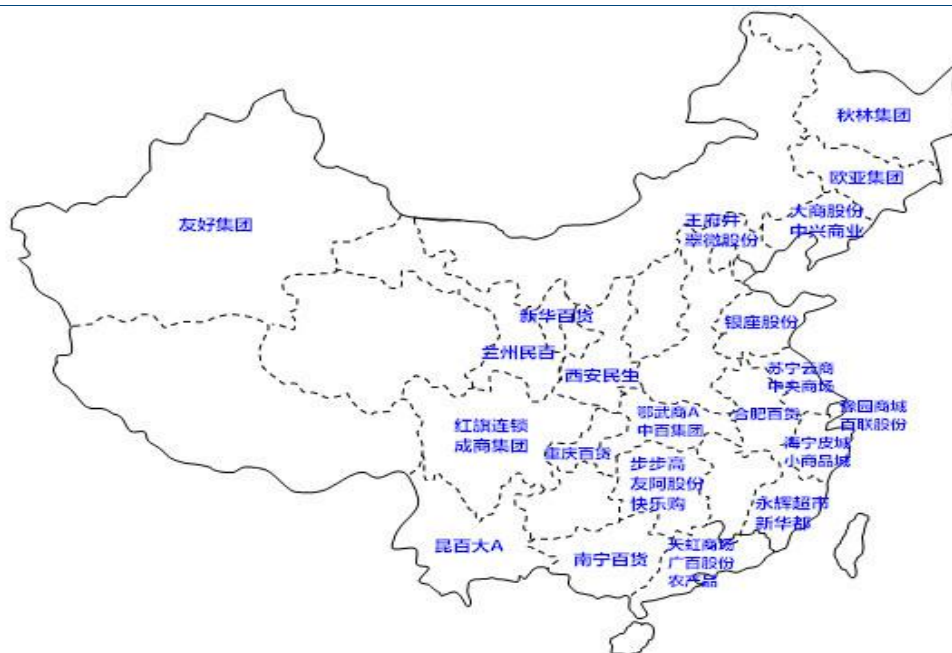 秋林集团
欧亚集团
大商股份
中兴商业
友好集团
王府井
翠微股份
新华百货
银座股份
兰州民百
西安民生
苏宁云商
中央商场
红旗连锁
成商集团
重庆百货
鄂武商A
中百集团
合肥百货
豫园商城
百联股份
海宁皮城
小商品城
步步高
友阿股份
快乐购
永辉超市
新华都
昆百大A
南宁百货
天虹商场
广百股份
农产品